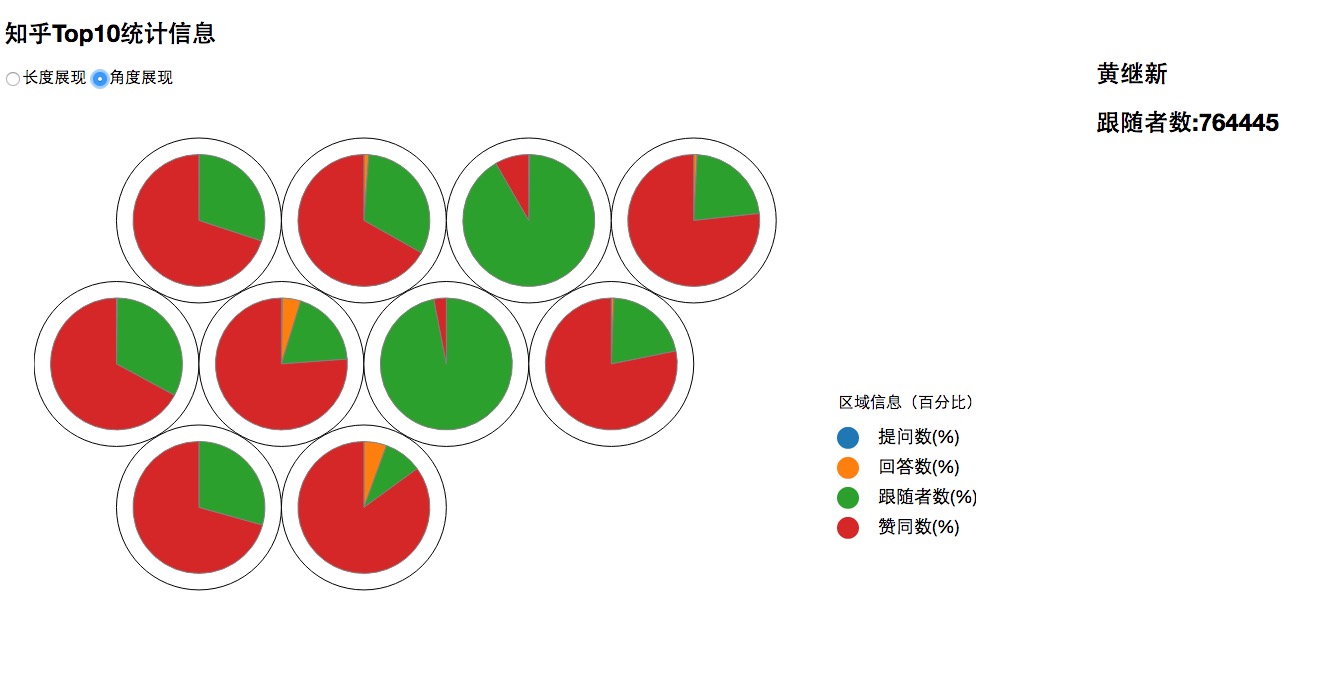 知乎Top10统计信息
长度展现 角度展现
黄继新
跟随者数:764445
区域信息（百分比）
提问数(%)
回答数(%)
跟随者数(%)
赞同数(%)